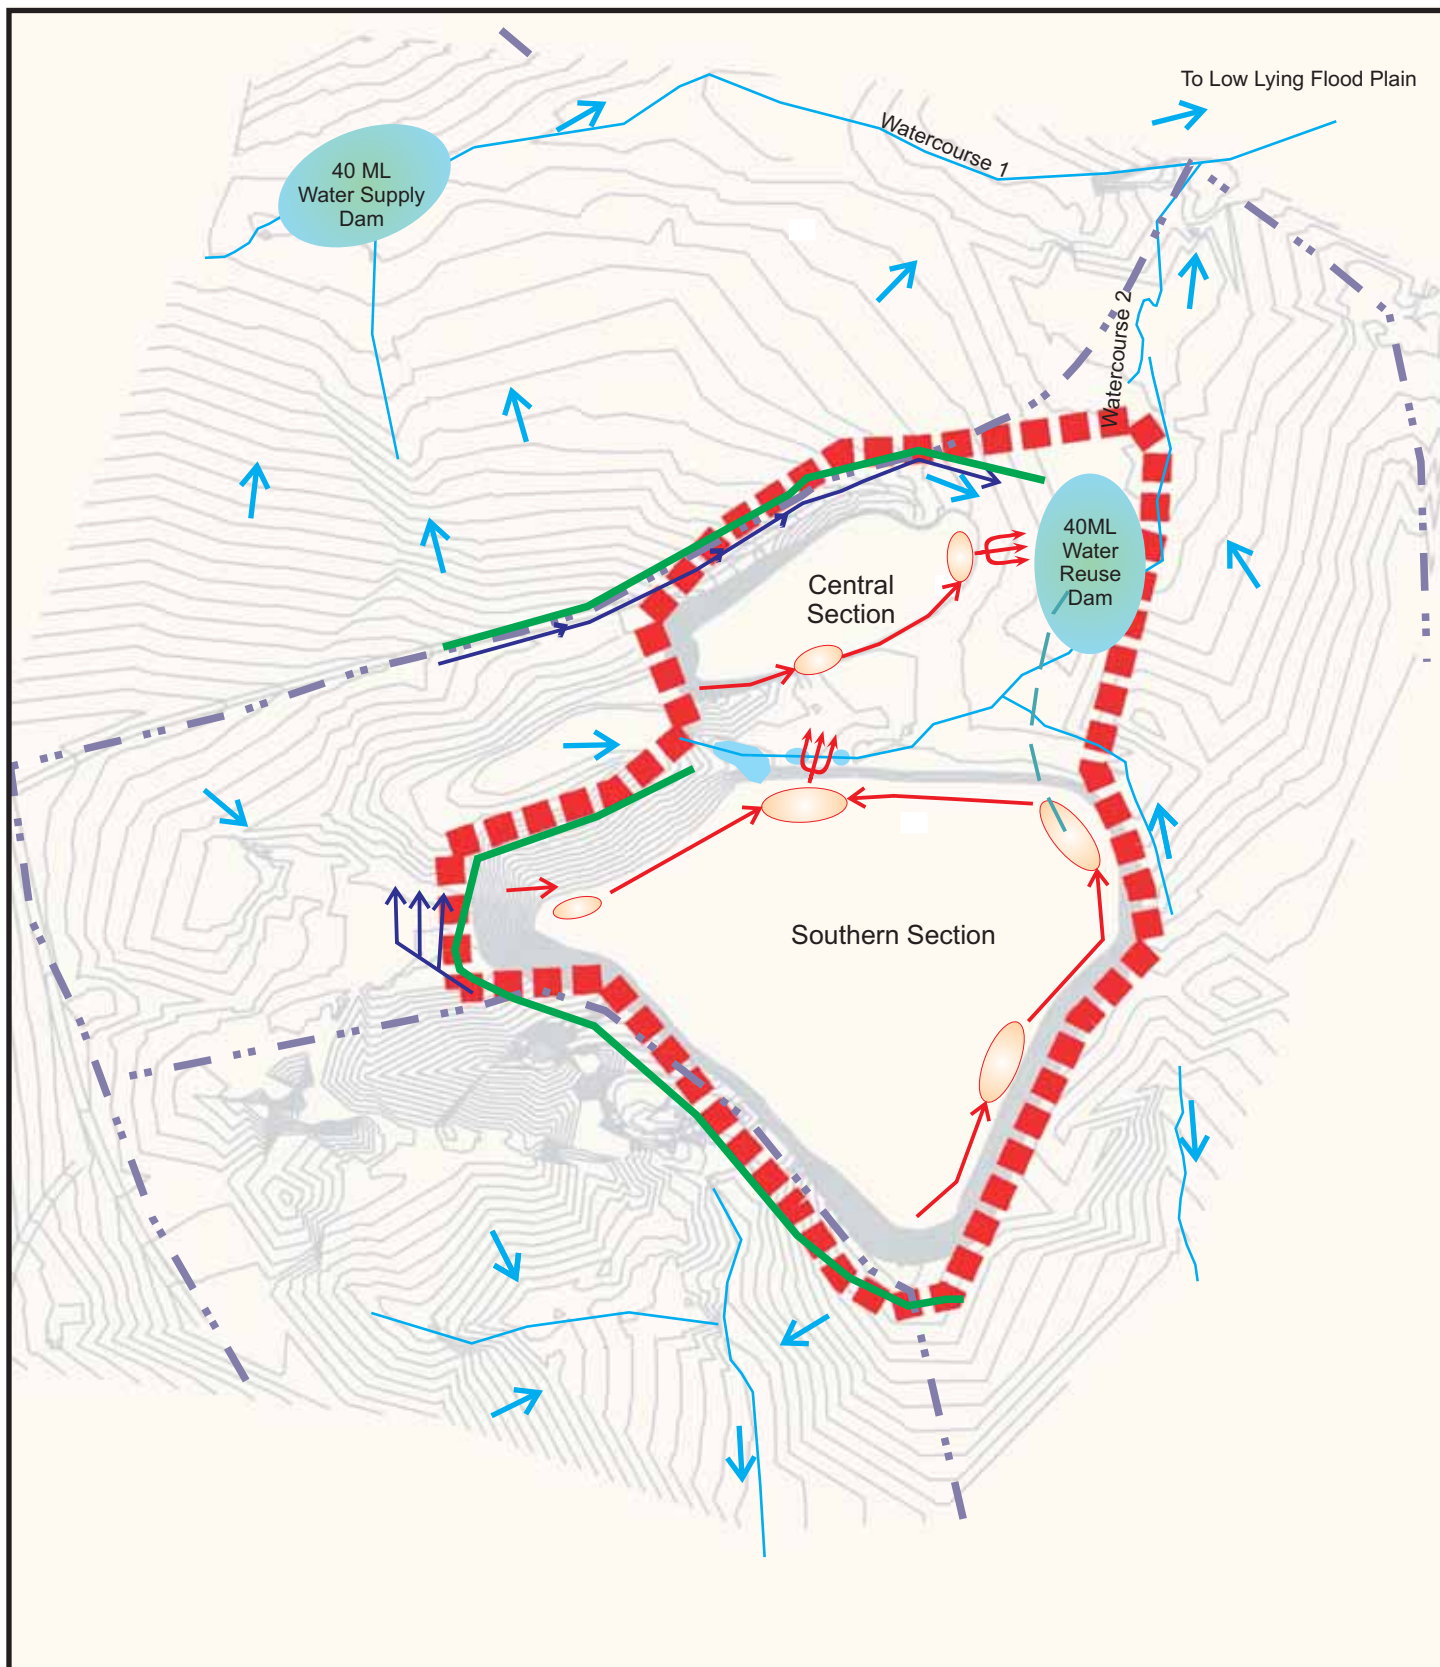 To Low Lying Flood Plain
Watercourse 1
40 ML
Water Supply
Dam
Watercourse 2
40ML
Water
Reuse
Dam
Central
Section
Southern Section